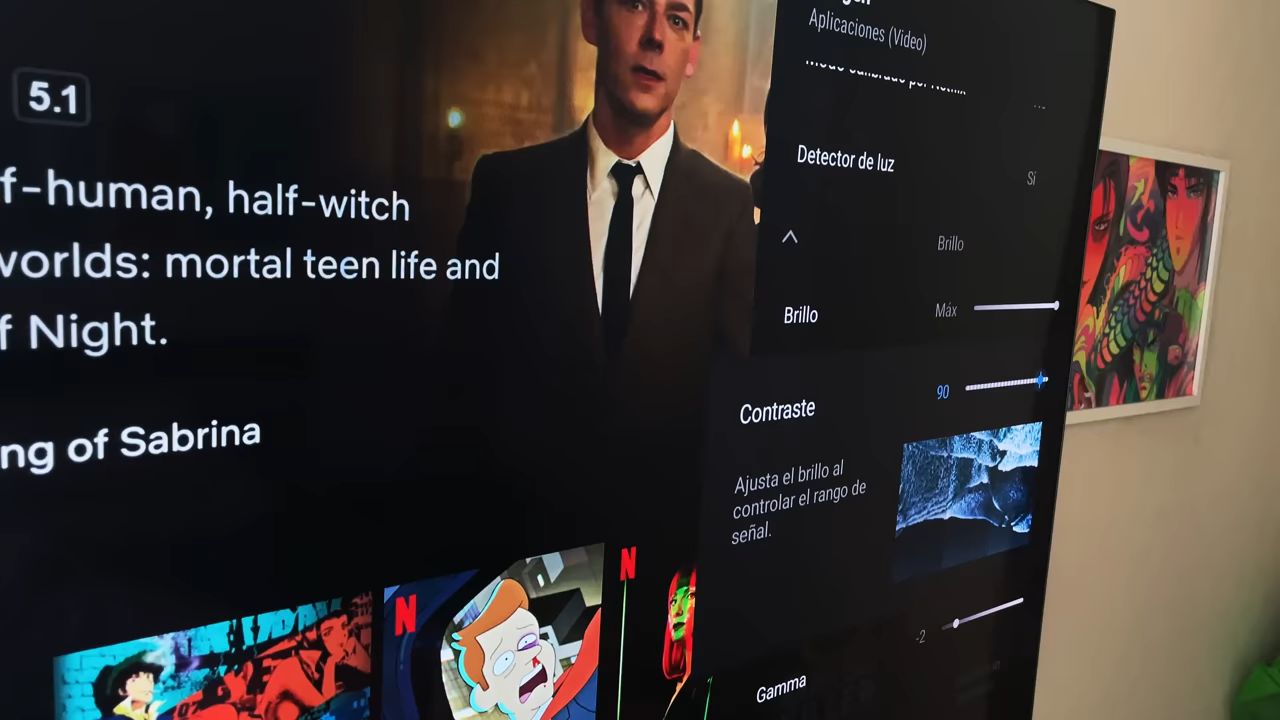 5.1
f-human, half-witch
worlds: mortal teen life and
f Night.
ng of Sabrina
N
N
Aplicaciones (Video)
Detector de luz
Sí
Brillo
Brillo
Máx
Contraste
90
Ajusta el brillo al
controlar el rango de
señal.
-2
Gamma